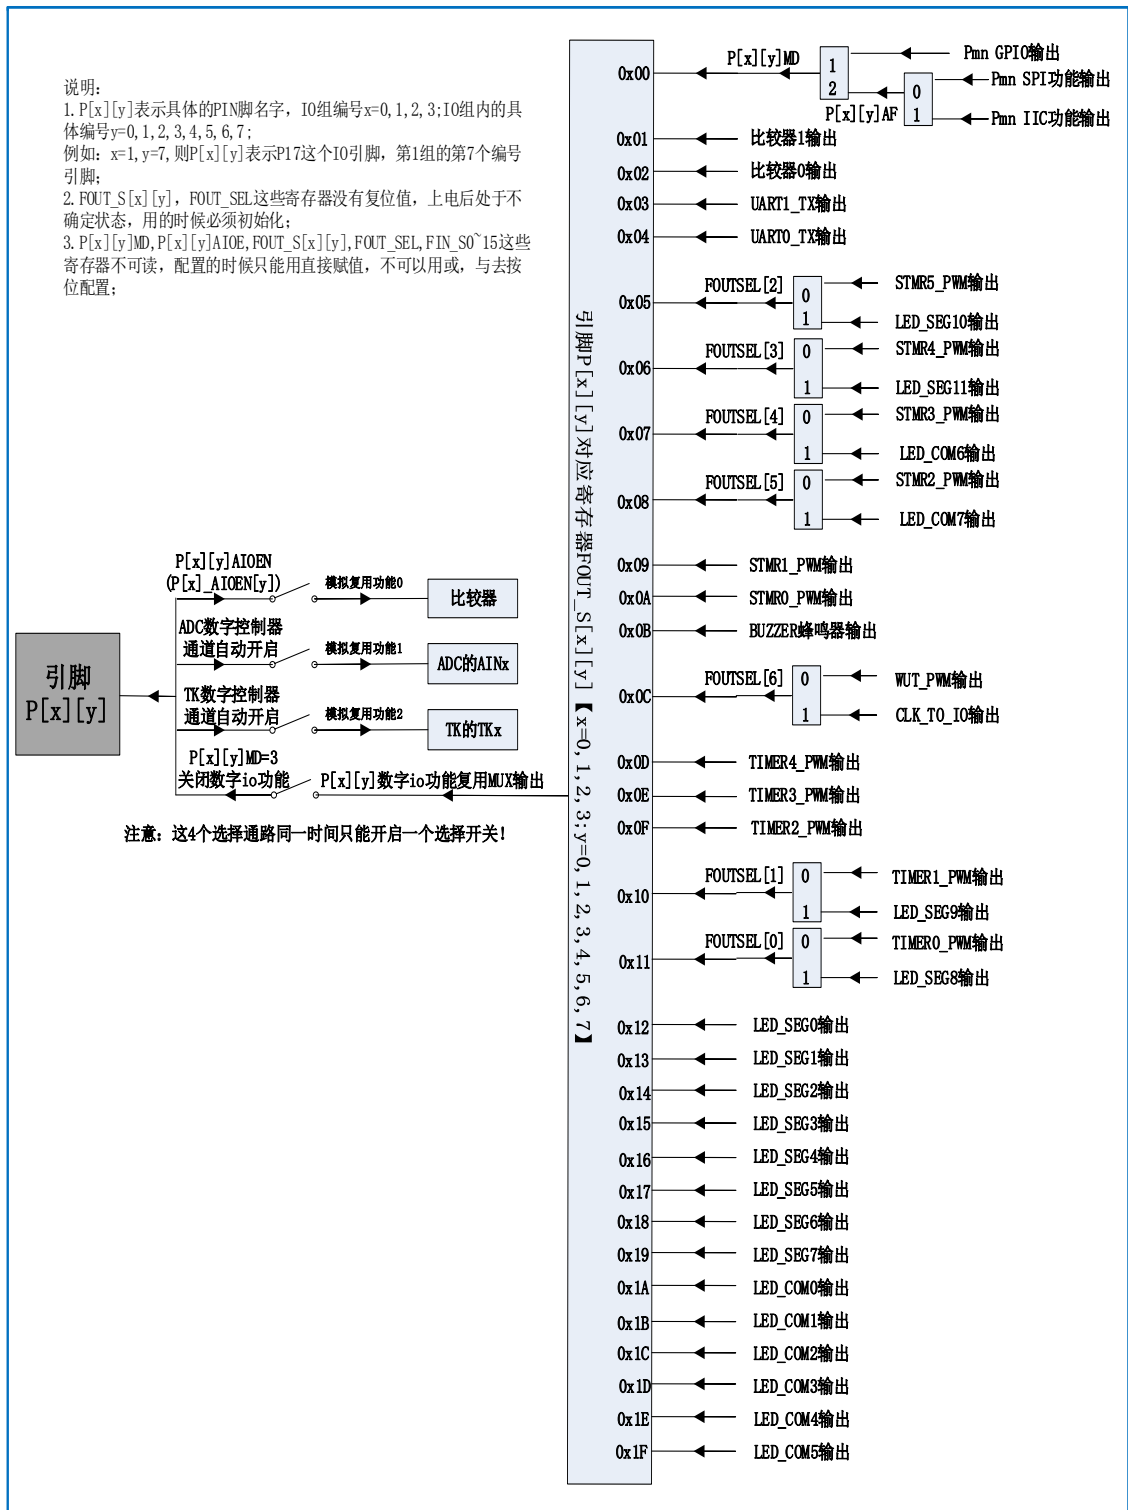 说明:
1. P[x][y]表示具体的PIN脚名字, IO组编号x=0,1,2,3;IO组内的具
体编号y=0,1,2,3,4,5,6,7;
例如: x=1,y=7,则P[x][y]表示P17这个IO引脚, 第1组的第7个编号
引脚;
2. FOUT_S[x][y], FOUT_SEL这些寄存器没有复位值, 上电后处于不
确定状态, 用的时候必须初始化;
3. P[x][y]MD,P[x][y]AIOE,FOUT_S[x][y],FOUT_SEL,FIN_S0~15这些
寄存器不可读, 配置的时候只能用直接赋值, 不可以用或, 与去按
位配置;
引脚
P[x][y]
P[x][y]AIOEN
(P[x]_AIOEN[y])
模拟复用功能0
比较器
ADC数字控制器
通道自动开启
模拟复用功能1
ADC的AINx
TK数字控制器
通道自动开启
模拟复用功能2
TK的TKx
P[x][y]MD=3
关闭数字io功能
P[x][y]数字io功能复用MUX输出
注意: 这4个选择通路同一时间只能开启一个选择开关!
引脚P[x][y]对应寄存器FOUT_S[x][y]【x=0,1,2,3;y=0,1,2,3,4,5,6,7】
0x00
P[x][y]MD
1
2
Pmn GPIO输出
P[x][y]AF
0
1
Pmn SPI功能输出
Pmn IIC功能输出
0x01 比较器1输出
0x02 比较器0输出
0x03 UART1_TX输出
0x04 UART0_TX输出
0x05 FOUTSEL[2]
0 STMR5_PWM输出
1 LED_SEG10输出
0x06 FOUTSEL[3]
0 STMR4_PWM输出
1 LED_SEG11输出
0x07 FOUTSEL[4]
0 STMR3_PWM输出
1 LED_COM6输出
0x08 FOUTSEL[5]
0 STMR2_PWM输出
1 LED_COM7输出
0x09 STMR1_PWM输出
0x0A STMR0_PWM输出
0x0B BUZZER蜂鸣器输出
0x0C FOUTSEL[6]
0 WUT_PWM输出
1 CLK_TO_IO输出
0x0D TIMER4_PWM输出
0x0E TIMER3_PWM输出
0x0F TIMER2_PWM输出
0x10 FOUTSEL[1]
0 TIMER1_PWM输出
1 LED_SEG9输出
0x11 FOUTSEL[0]
0 TIMER0_PWM输出
1 LED_SEG8输出
0x12 LED_SEG0输出
0x13 LED_SEG1输出
0x14 LED_SEG2输出
0x15 LED_SEG3输出
0x16 LED_SEG4输出
0x17 LED_SEG5输出
0x18 LED_SEG6输出
0x19 LED_SEG7输出
0x1A LED_COM0输出
0x1B LED_COM1输出
0x1C LED_COM2输出
0x1D LED_COM3输出
0x1E LED_COM4输出
0x1F LED_COM5输出